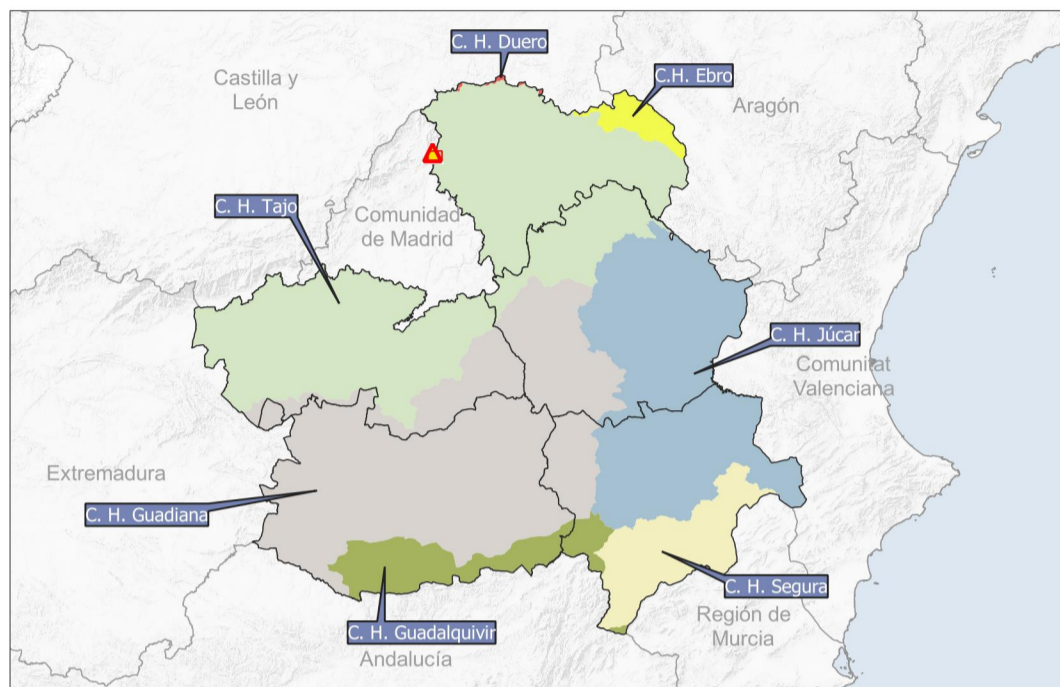 C. H. Duero
C.H. Ebro
Castilla y
León
Aragón
C. H. Tajo
Comunidad
de Madrid
C. H. Júcar
Comunitat
Valenciana
Extremadura
C. H. Guadiana
C. H. Segura
Región de
Murcia
C. H. Guadalquivir
Andalucía